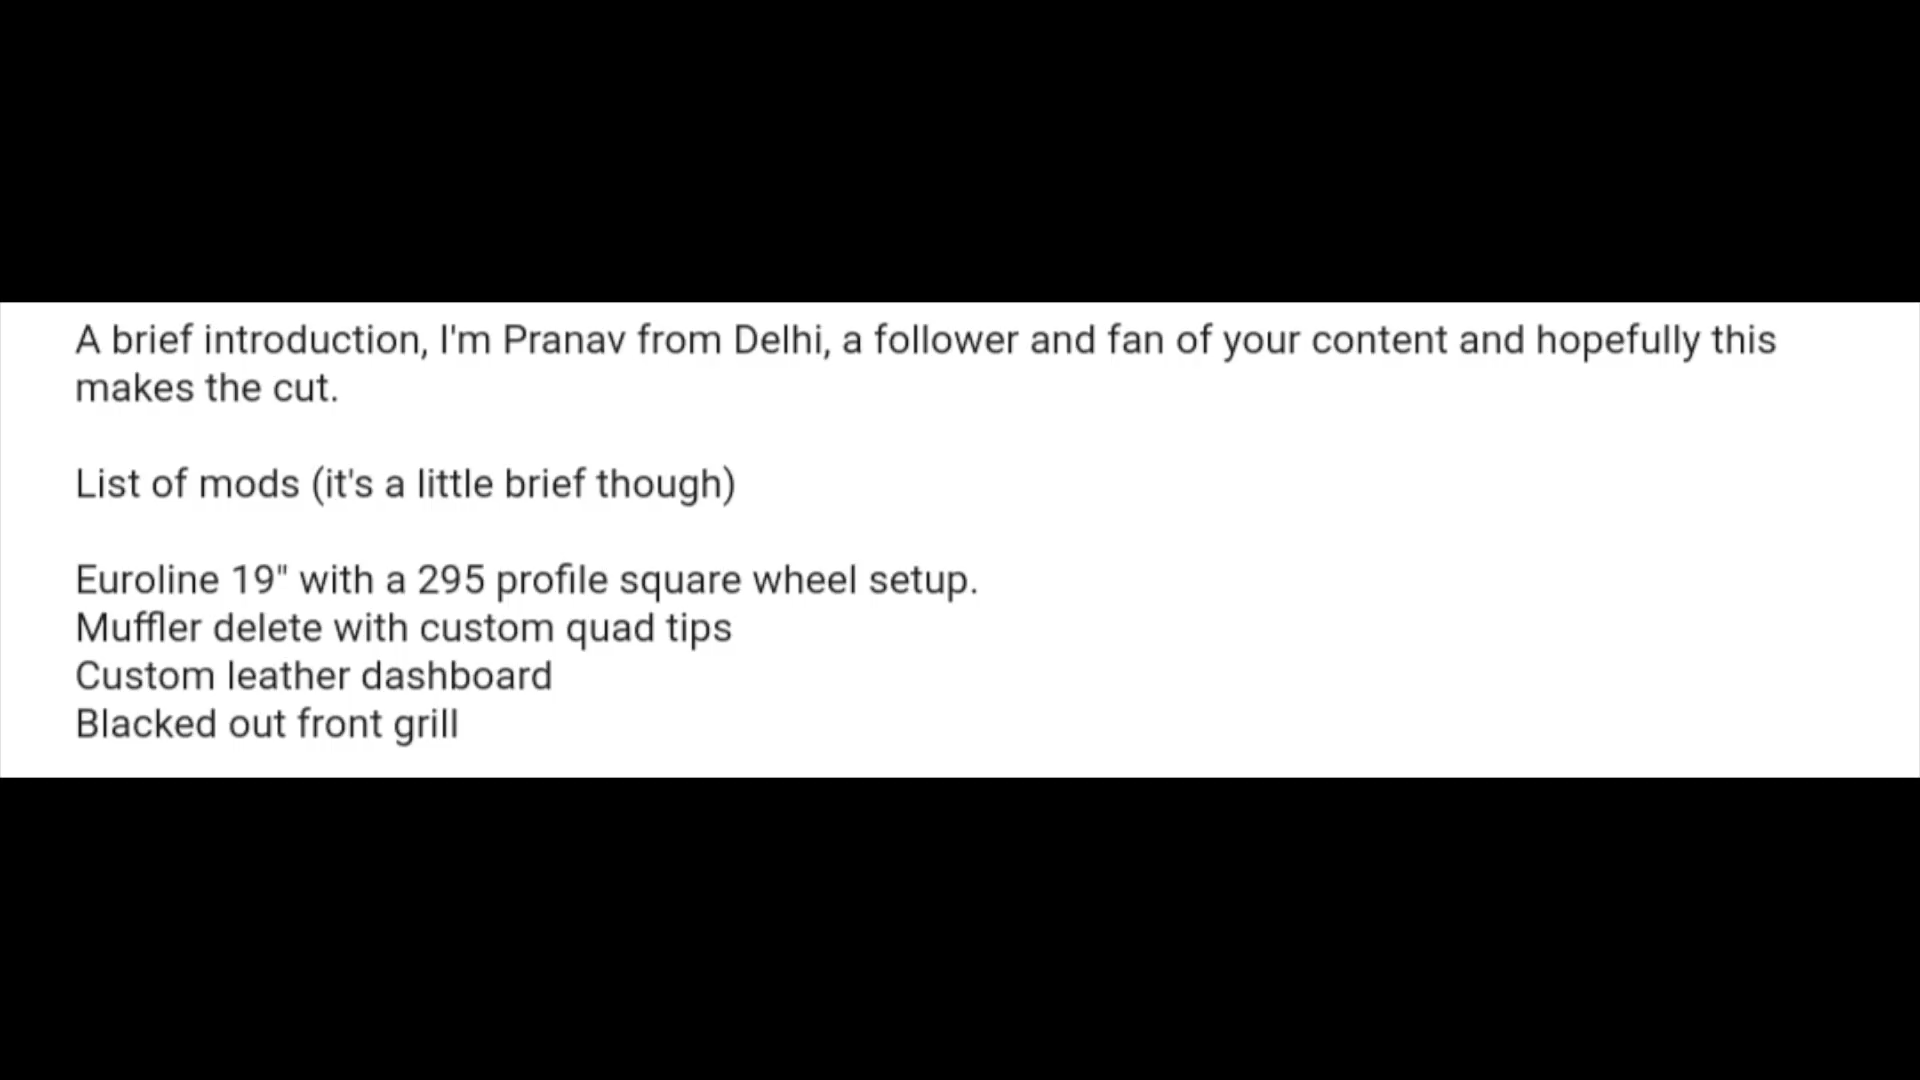 A brief introduction, I'm Pranav from Delhi, a follower and fan of your content and hopefully this
makes the cut.
List of mods (it's a little brief though)
Euroline 19" with a 295 profile square wheel setup.
Muffler delete with custom quad tips
Custom leather dashboard
Blacked out front grill